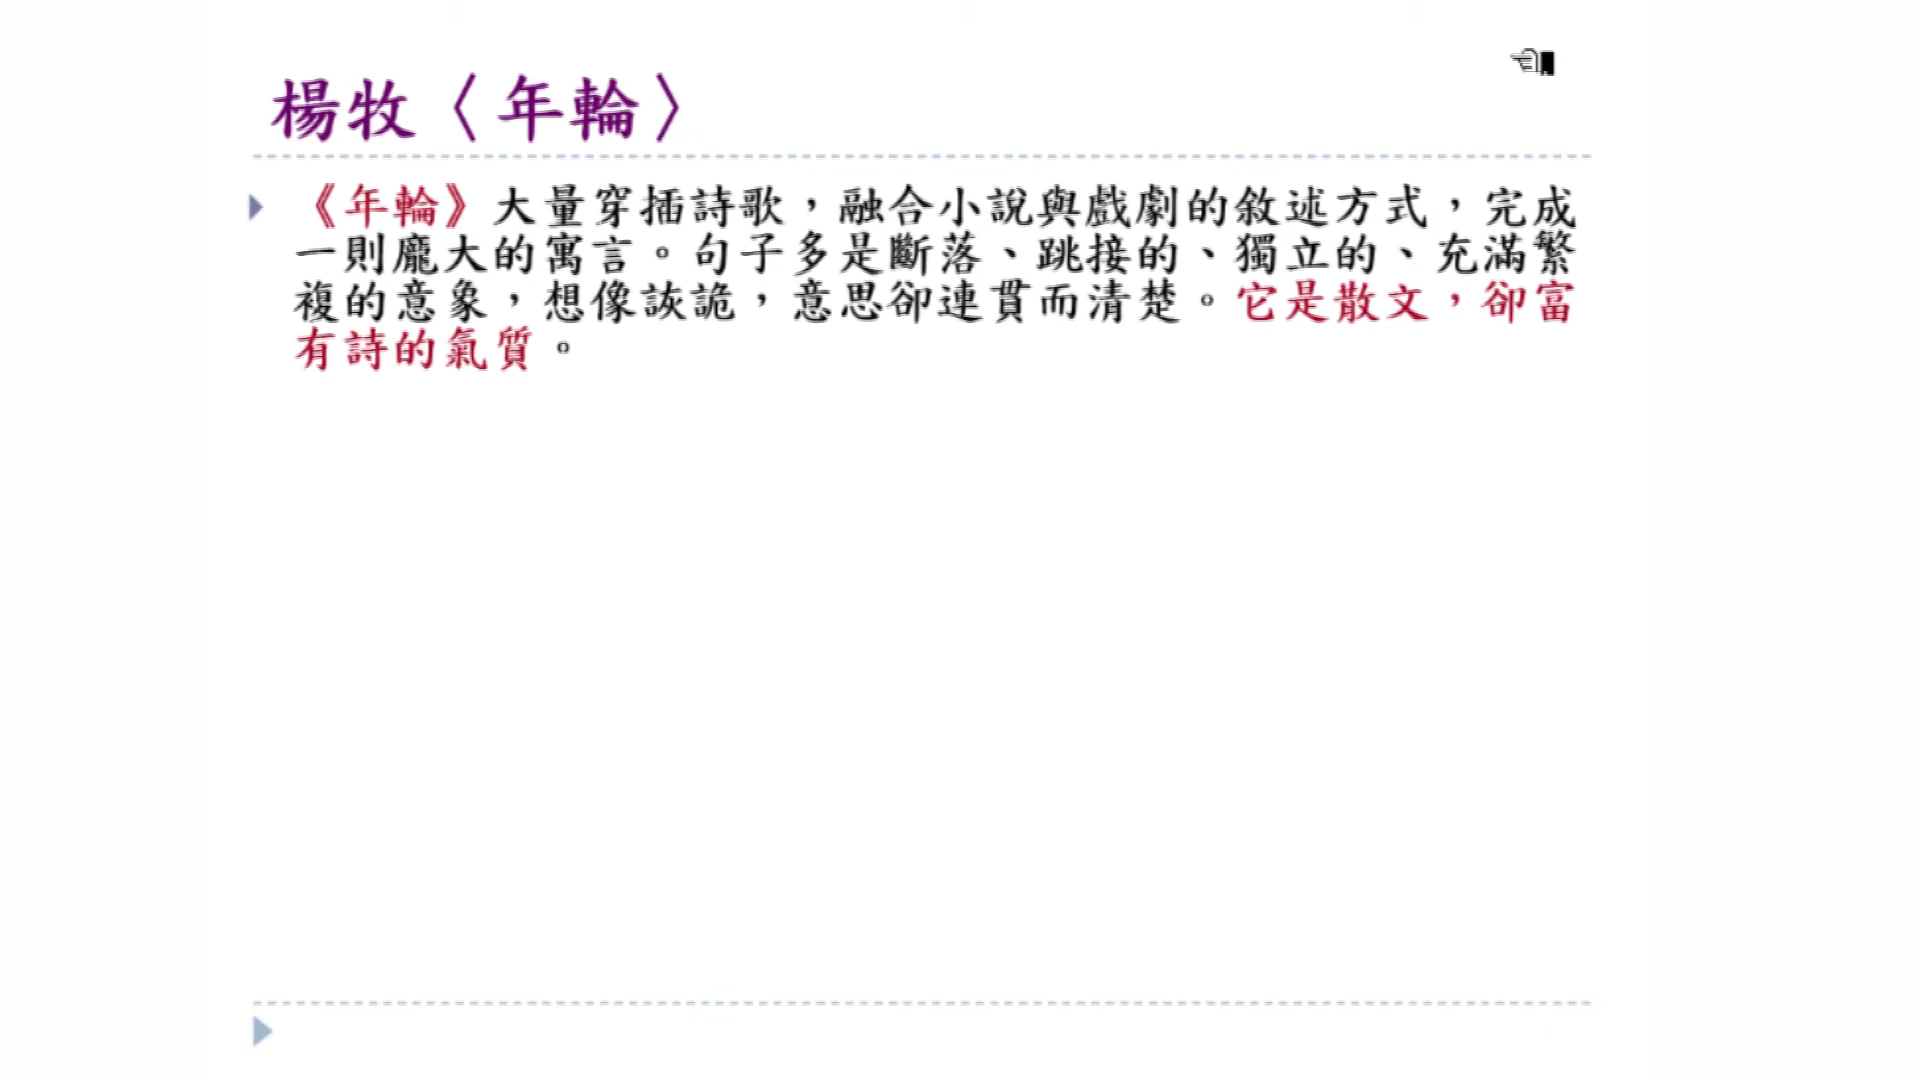 楊牧〈年輪〉
《年輪》大量穿插詩歌，融合小說與戲劇的敘述方式，完成
一則龐大的寓言。句子多是斷落、跳接的、獨立的、充滿繁
複的意象，想像詼詭，意思卻連貫而清楚。它是散文，卻富
有詩的氣質。